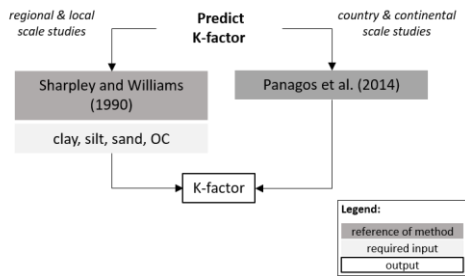 regional & local
scale studies
Predict
K-factor
country & continental
scale studies
Sharpley and Williams
(1990)
Panagos et al. (2014)
clay, silt, sand, OC
K-factor
Legend:
reference of method
required input
output